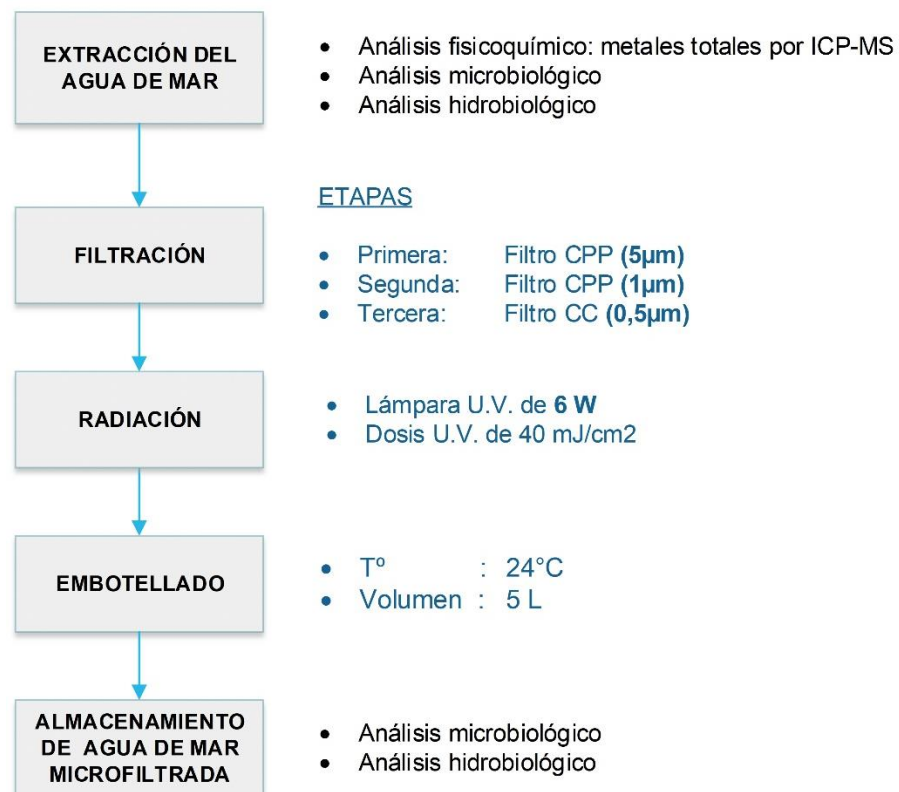 EXTRACCIÓN DEL
AGUA DE MAR
• Análisis fisicoquímico: metales totales por ICP-MS
• Análisis microbiológico
• Análisis hidrobiológico
FILTRACIÓN
ETAPAS
• Primera: Filtro CPP (5µm)
• Segunda: Filtro CPP (1µm)
• Tercera: Filtro CC (0,5µm)
RADIACIÓN
• Lámpara U.V. de 6 W
• Dosis U.V. de 40 mJ/cm2
EMBOTELLADO
• Tº : 24°C
• Volumen : 5 L
ALMACENAMIENTO
DE AGUA DE MAR
MICROFILTRADA
• Análisis microbiológico
• Análisis hidrobiológico